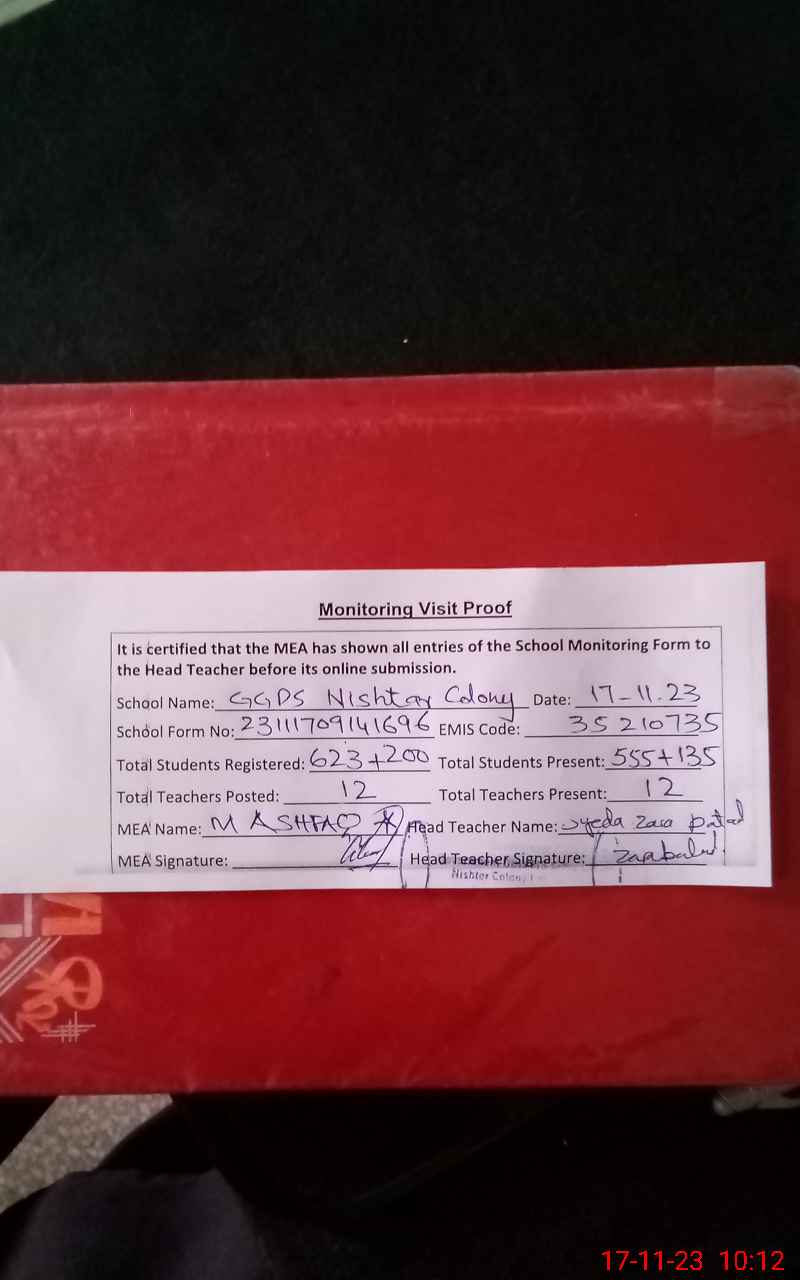 Monitoring Visit Proof
It is certified that the MEA has shown all entries of the School Monitoring Form to
the Head Teacher before its online submission.
School Name: GGPS Nishtar Colony Date: 17-11.23
School Form No: 23111709141696 EMIS Code: 35210735
Total Students Registered: 623+200 Total Students Present: 555+135
Total Teachers Posted: 12 Total Teachers Present: 12
MEA Name: M ASHFAQ Head Teacher Name: Syeda Zara
MEA Signature: Head Teacher Signature:
Nishter Colony
17-11-23 10:12